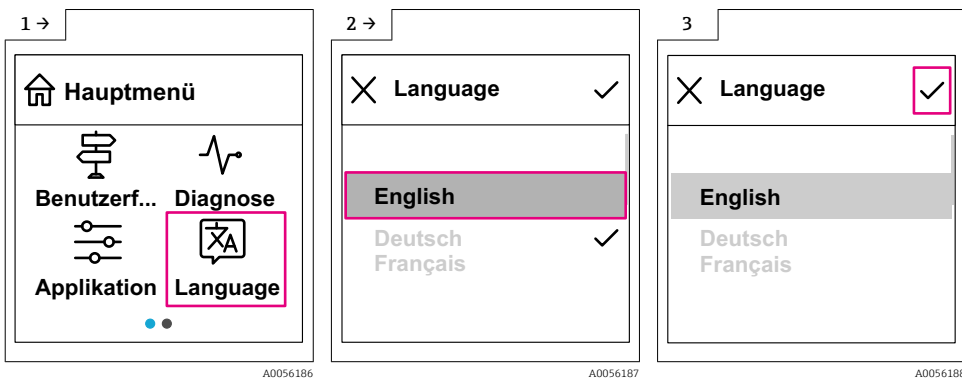 1 →
Hauptmenü
Benutzerf... Diagnose
Applikation Language
A0056186
2 →
Language
English
Deutsch
Français
A0056187
3
Language
English
Deutsch
Français
A0056188